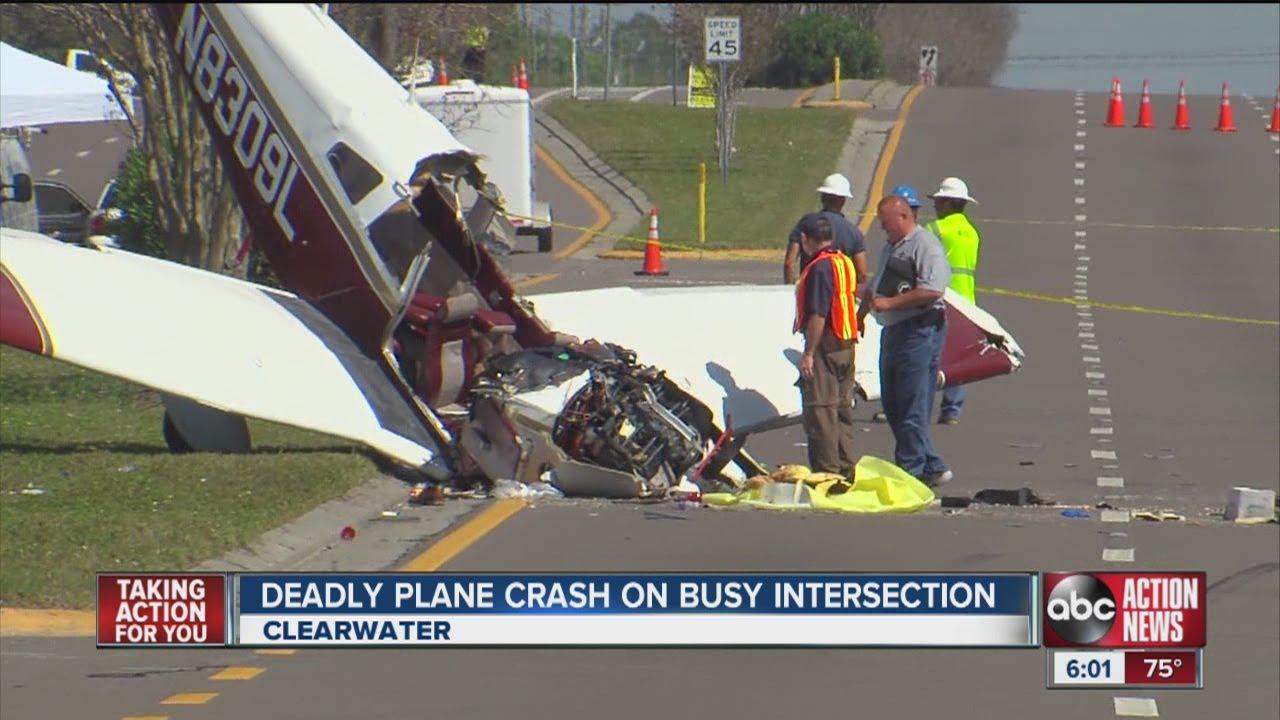 N8309L
SPEED
LIMIT
45
TAKING
ACTION
FOR YOU
DEADLY PLANE CRASH ON BUSY INTERSECTION
CLEARWATER
abc
ACTION
NEWS
6:01
75°